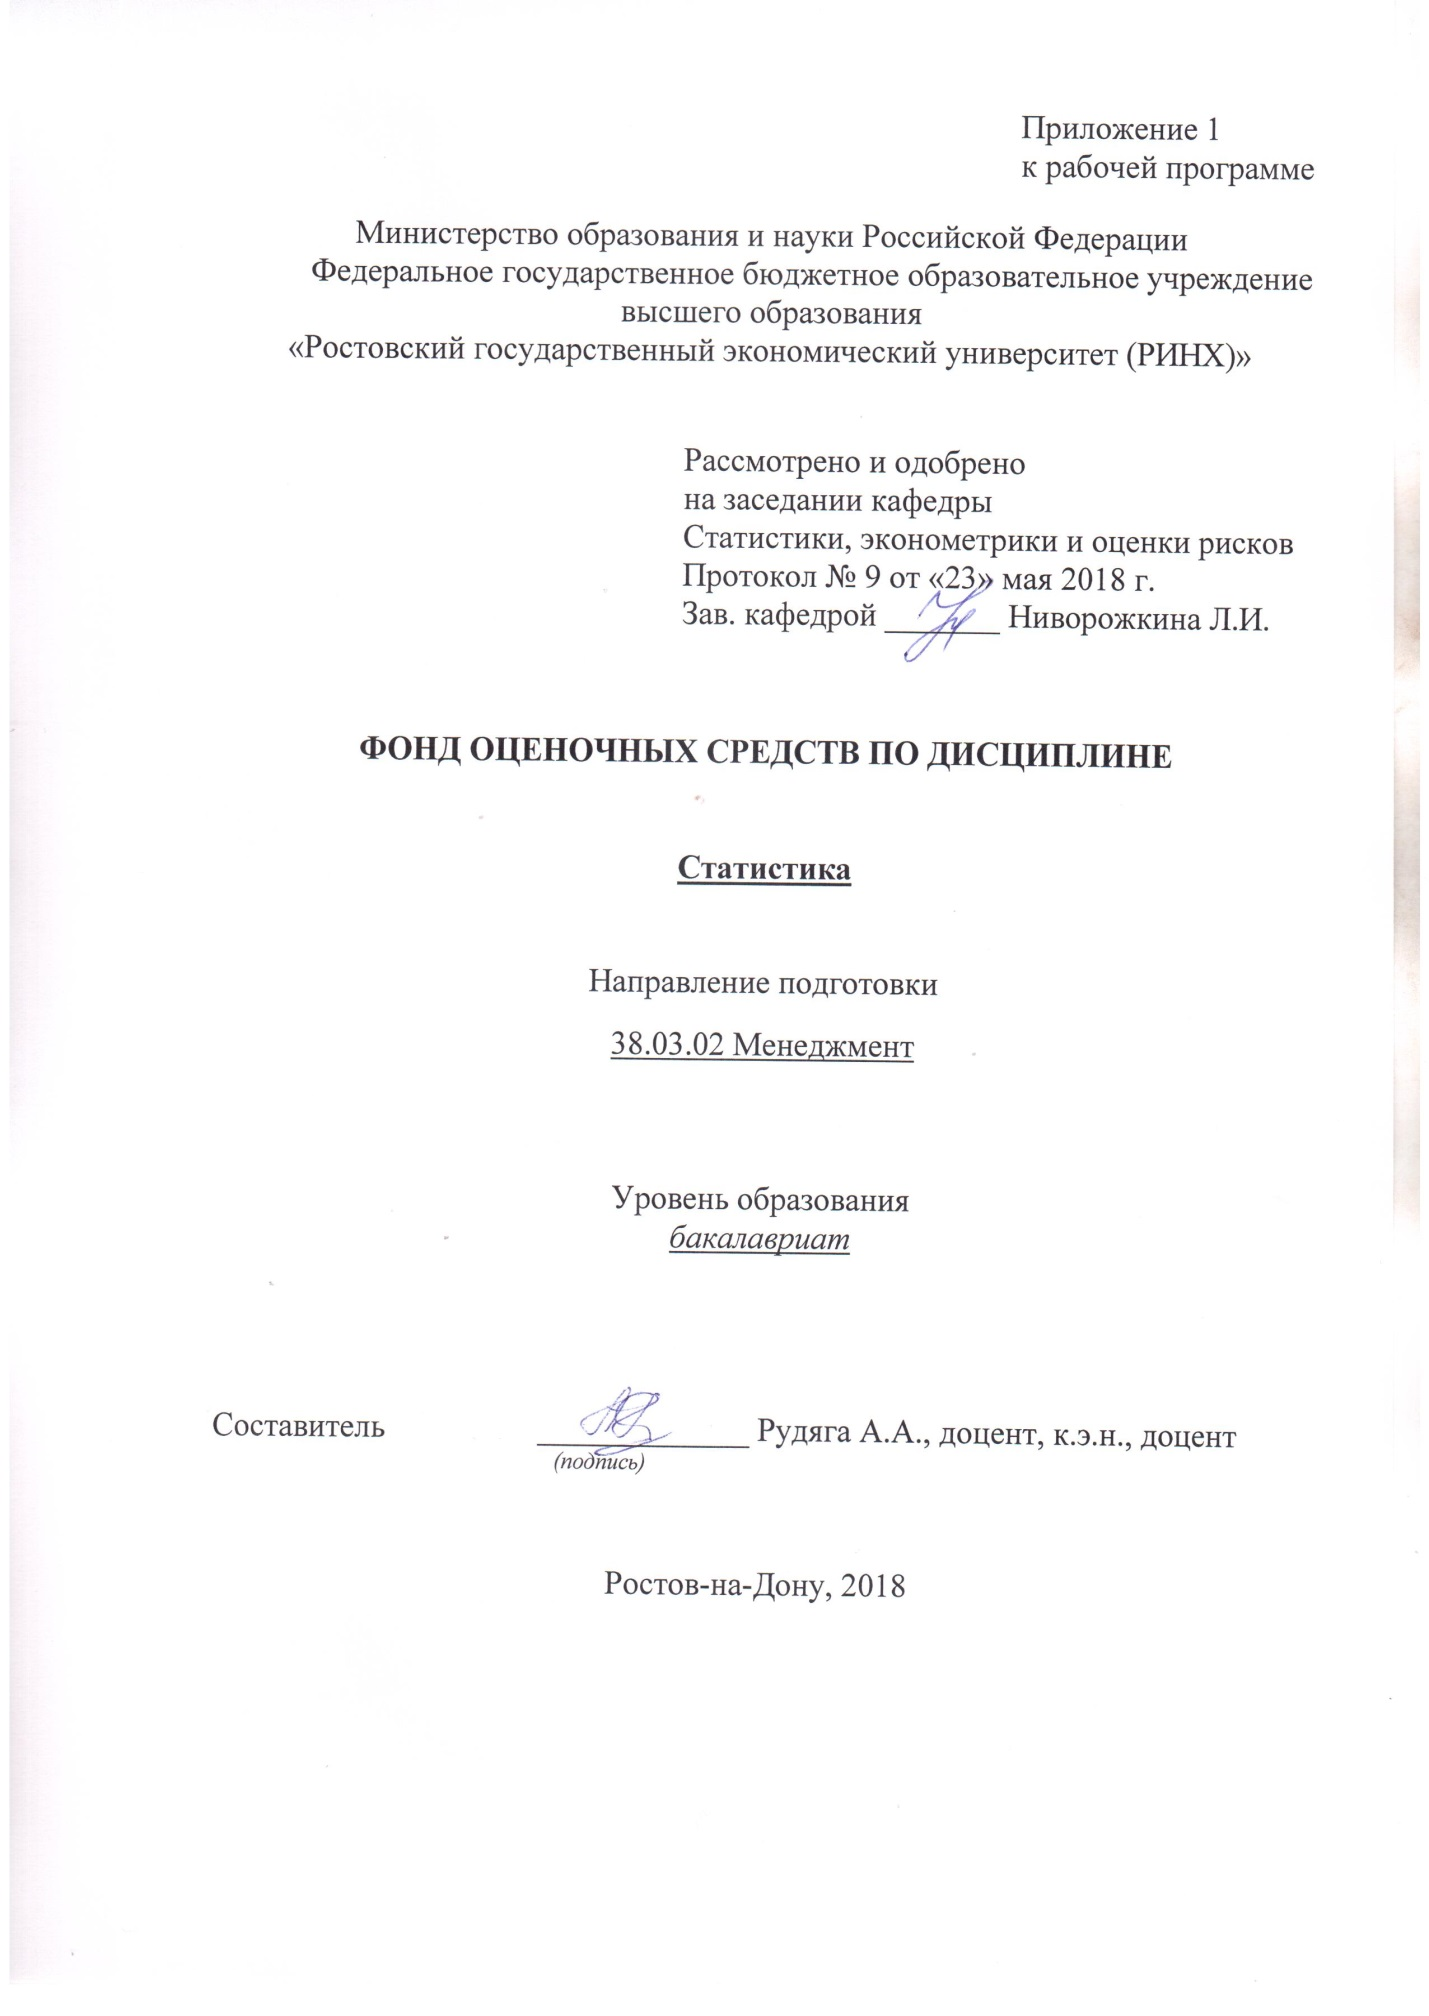 Приложение 1
к рабочей программе
Министерство образования и науки Российской Федерации
Федеральное государственное бюджетное образовательное учреждение
высшего образования
«Ростовский государственный экономический университет (РИНХ)»
Рассмотрено и одобрено
на заседании кафедры
Статистики, эконометрики и оценки рисков
Протокол № 9 от «23» мая 2018 г.
Зав. кафедрой _______ Ниворожкина Л.И.
ФОНД ОЦЕНОЧНЫХ СРЕДСТВ ПО ДИСЦИПЛИНЕ
Статистика
Направление подготовки
38.03.02 Менеджмент
Уровень образования
бакалавриат
Составитель _____________ Рудяга А.А., доцент, к.э.н., доцент
(подпись)
Ростов-на-Дону, 2018